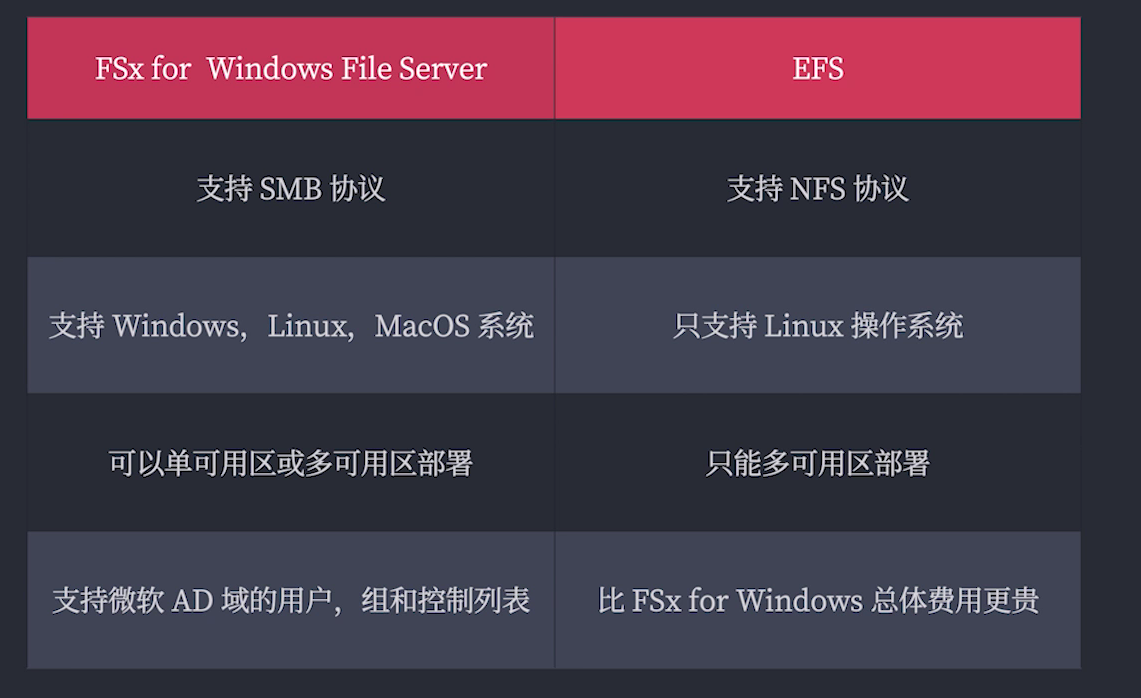 FSx for Windows File Server
EFS
支持 SMB 协议
支持 NFS 协议
支持 Windows，Linux，MacOS 系统
只支持 Linux 操作系统
可以单可用区或多可用区部署
只能多可用区部署
支持微软 AD 域的用户，组和控制列表
比 FSx for Windows 总体费用更贵